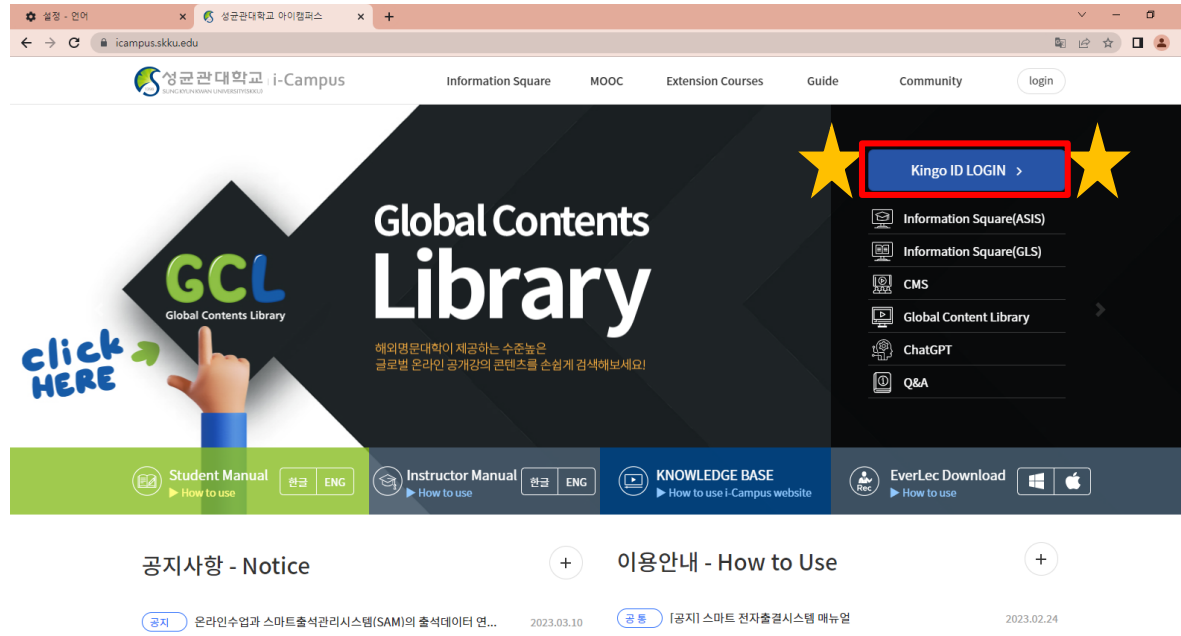 설정 - 언어
성균관대학교 아이캠퍼스
icampus.skku.edu
성균관대학교 i-Campus
SUNGKYUNKWAN UNIVERSITY(SKKU)
Information Square MOOC Extension Courses Guide Community login
Kingo ID LOGIN >
Information Square(ASIS)
Information Square(GLS)
CMS
Global Content Library
ChatGPT
Q&A
Global Contents
Library
해외명문대학이 제공하는 수준높은
글로벌 온라인 공개강의 콘텐츠를 손쉽게 검색해보세요!
GCL
Global Contents Library
click
HERE
Student Manual 한글 ENG
▶ How to use
Instructor Manual 한글 ENG
▶ How to use
KNOWLEDGE BASE
▶ How to use i-Campus website
Rec
EverLec Download
▶ How to use
공지사항 - Notice +
공지 온라인수업과 스마트출석관리시스템(SAM)의 출석데이터 연... 2023.03.10
이용안내 - How to Use +
공통 [공지] 스마트 전자출결시스템 매뉴얼 2023.02.24